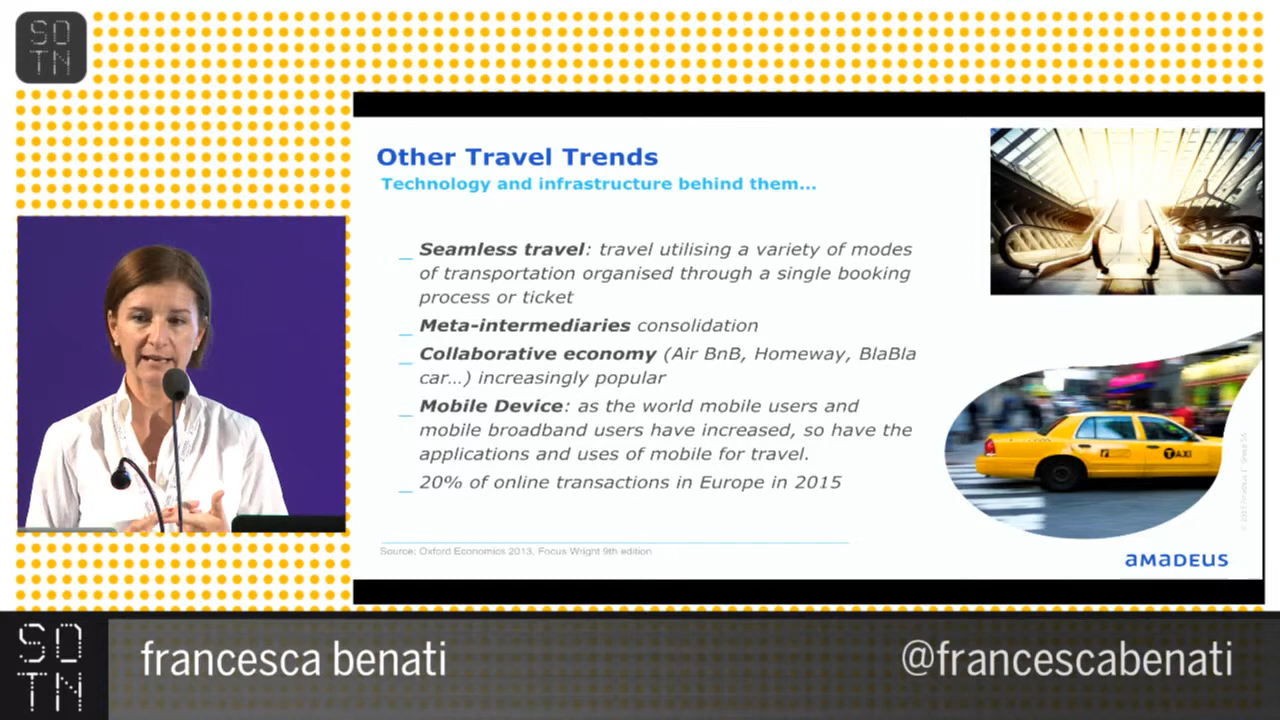 SO
TN
Other Travel Trends
Technology and infrastructure behind them...
_ Seamless travel: travel utilising a variety of modes
of transportation organised through a single booking
process or ticket
_ Meta-intermediaries consolidation
_ Collaborative economy (Air BnB, Homeway, BlaBla
car...) increasingly popular
_ Mobile Device: as the world mobile users and
mobile broadband users have increased, so have the
applications and uses of mobile for travel.
_ 20% of online transactions in Europe in 2015
Source: Oxford Economics 2013, Focus Wright 9th edition
TAXI
amadeus
SO
TN
francesca benati
@francescabenati